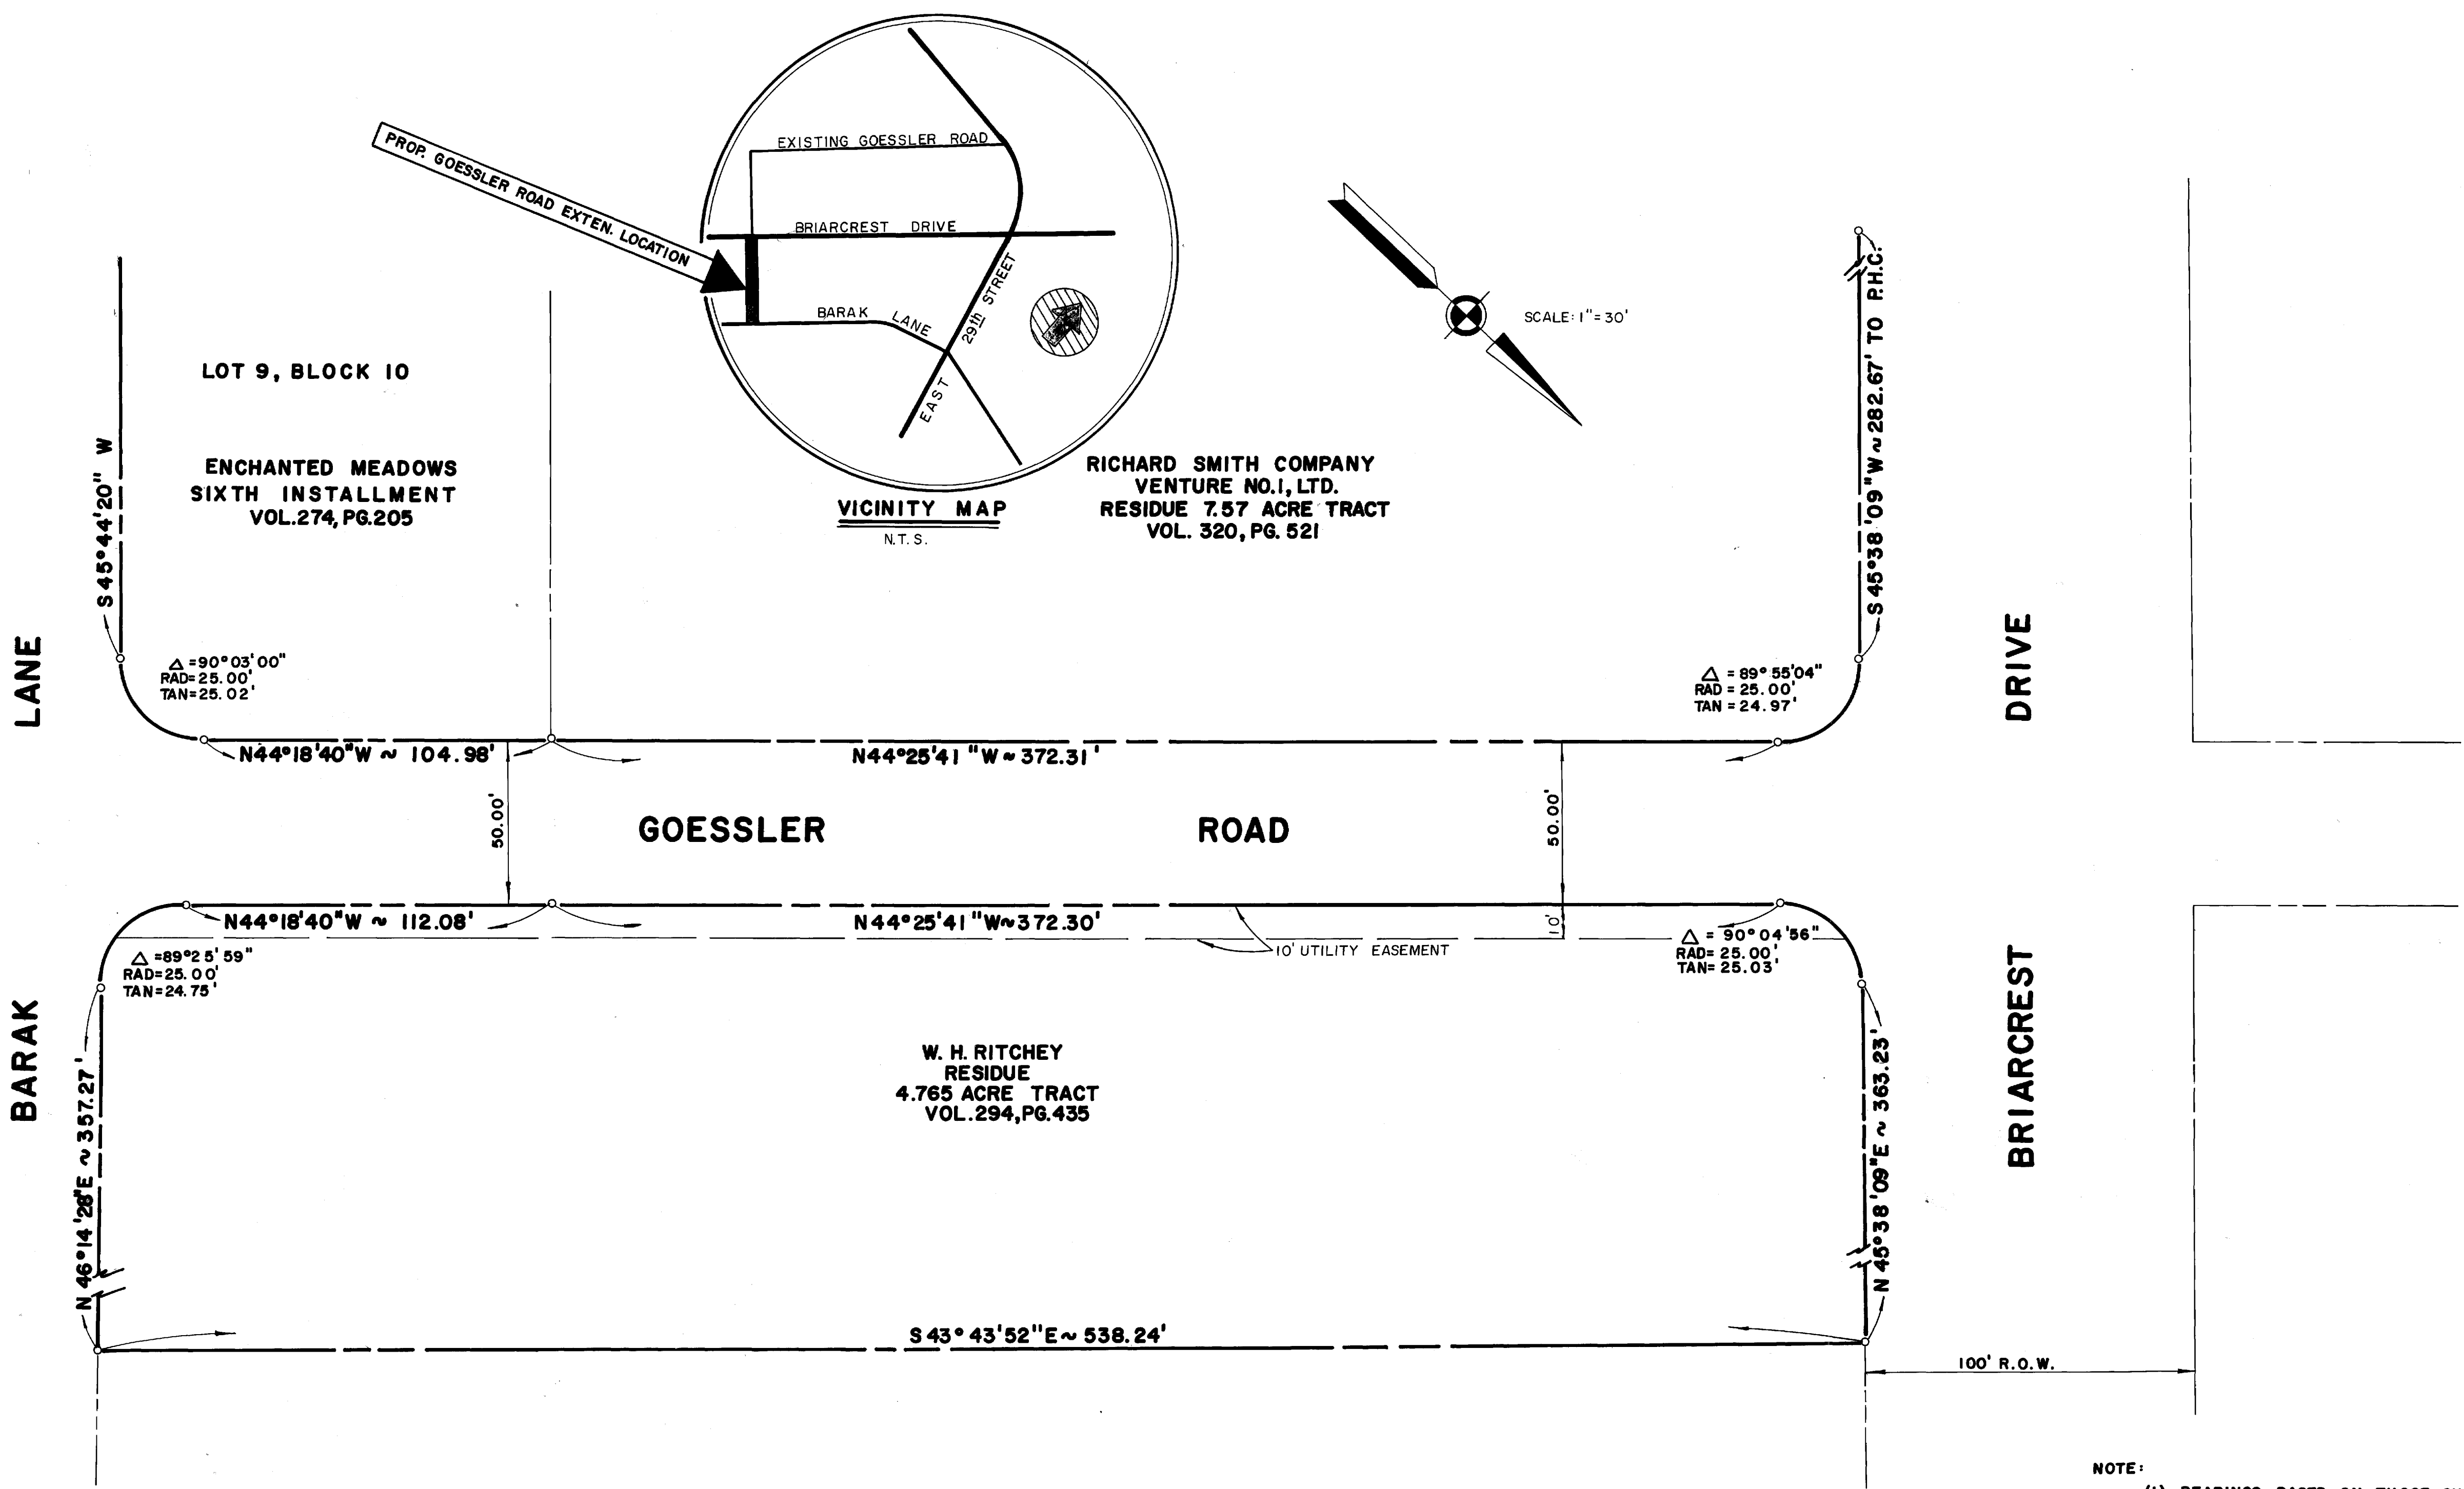 PROP. GOESSLER ROAD EXTEN. LOCATION
EXISTING GOESSLER ROAD
BRIARCREST DRIVE
BARAK LANE
EAST 29th STREET
VICINITY MAP
N.T.S.
SCALE: 1"=30'
LOT 9, BLOCK 10
ENCHANTED MEADOWS
SIXTH INSTALLMENT
VOL.274, PG.205
RICHARD SMITH COMPANY
VENTURE NO.1, LTD.
RESIDUE 7.57 ACRE TRACT
VOL. 320, PG. 521
S 45°44'20" W
S 45°38'09"W~282.67' TO P.H.C.
△=90°03'00"
RAD=25.00'
TAN=25.02'
△=89°55'04"
RAD=25.00'
TAN=24.97'
LANE
DRIVE
N44°18'40"W ~ 104.98'
N44°25'41"W~372.31'
50.00'
GOESSLER ROAD
50.00'
N44°18'40"W ~ 112.08'
N44°25'41"W~372.30'
10'
10' UTILITY EASEMENT
△=89°25'59"
RAD=25.00'
TAN=24.75'
△= 90°04'56"
RAD= 25.00'
TAN= 25.03'
BARAK
BRIARCREST
W. H. RITCHEY
RESIDUE
4.765 ACRE TRACT
VOL.294, PG.435
N 46°14'28"E ~ 357.27'
N 45°38'09"E ~ 363.23'
S 43°43'52"E~ 538.24'
100' R.O.W.
NOTE: